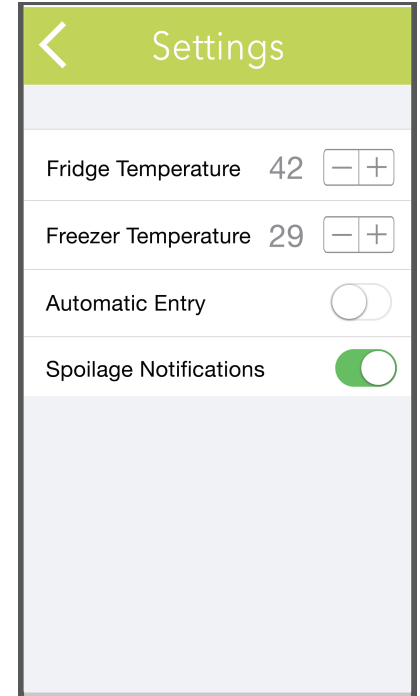 Settings
Fridge Temperature 42 − +
Freezer Temperature 29 − +
Automatic Entry
Spoilage Notifications